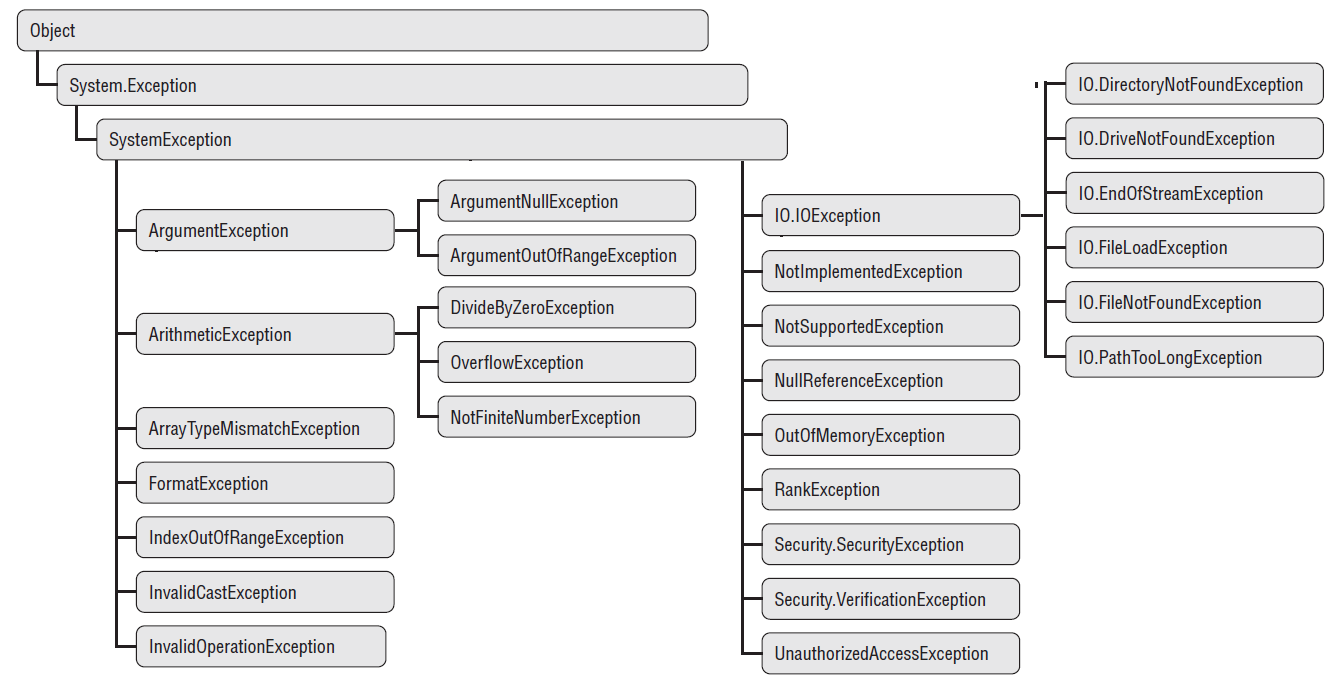 Object
System.Exception
SystemException
ArgumentException
ArgumentNullException
ArgumentOutOfRangeException
ArithmeticException
DivideByZeroException
OverflowException
NotFiniteNumberException
ArrayTypeMismatchException
FormatException
IndexOutOfRangeException
InvalidCastException
InvalidOperationException
IO.IOException
IO.DirectoryNotFoundException
IO.DriveNotFoundException
IO.EndOfStreamException
IO.FileLoadException
IO.FileNotFoundException
IO.PathTooLongException
NotImplementedException
NotSupportedException
NullReferenceException
OutOfMemoryException
RankException
Security.SecurityException
Security.VerificationException
UnauthorizedAccessException